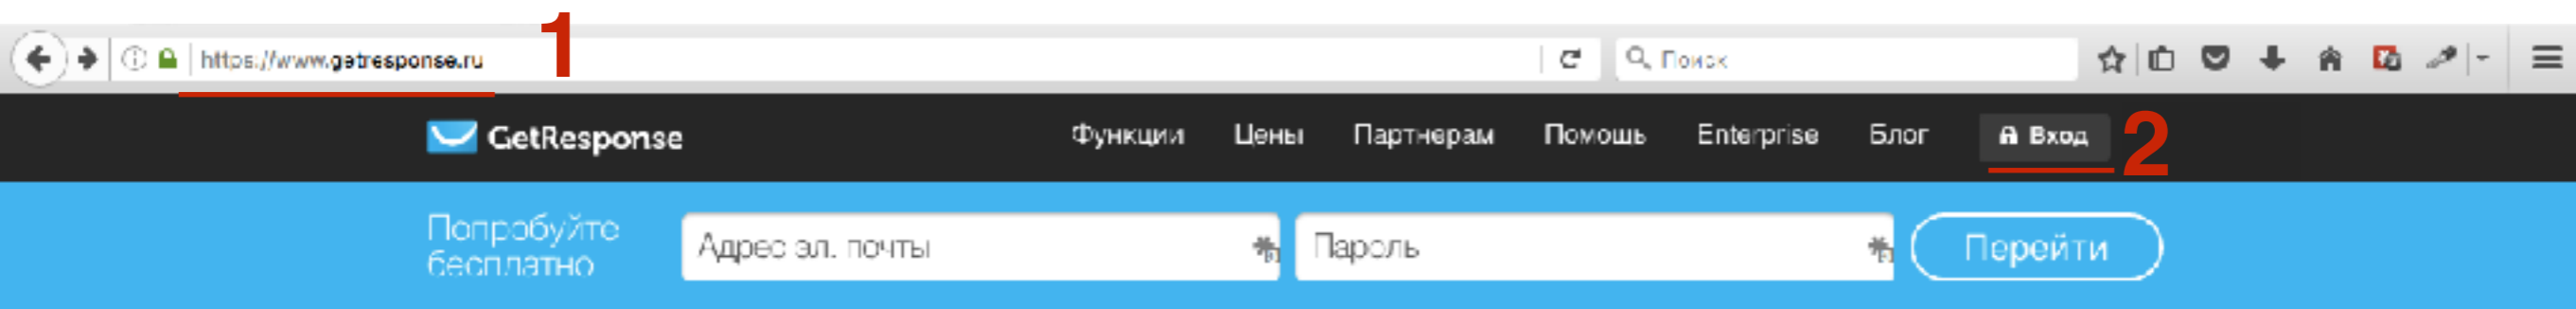 1
https://www.getresponse.ru
Поиск
GetResponse
Функции Цены Партнерам Помощь Enterprise Блог Вход 2
Попробуйте
бесплатно
Адрес эл. почты
Пароль
Перейти